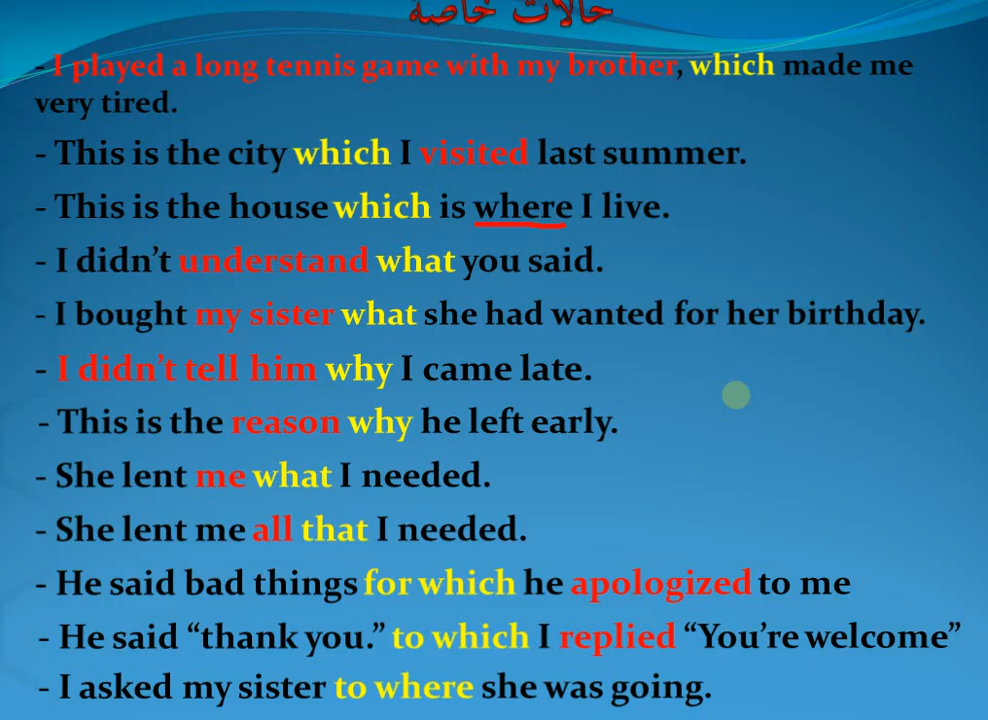 حالات خاصة
- I played a long tennis game with my brother, which made me
very tired.
- This is the city which I visited last summer.
- This is the house which is where I live.
- I didn't understand what you said.
- I bought my sister what she had wanted for her birthday.
- I didn't tell him why I came late.
- This is the reason why he left early.
- She lent me what I needed.
- She lent me all that I needed.
- He said bad things for which he apologized to me
- He said “thank you.” to which I replied “You're welcome”
- I asked my sister to where she was going.